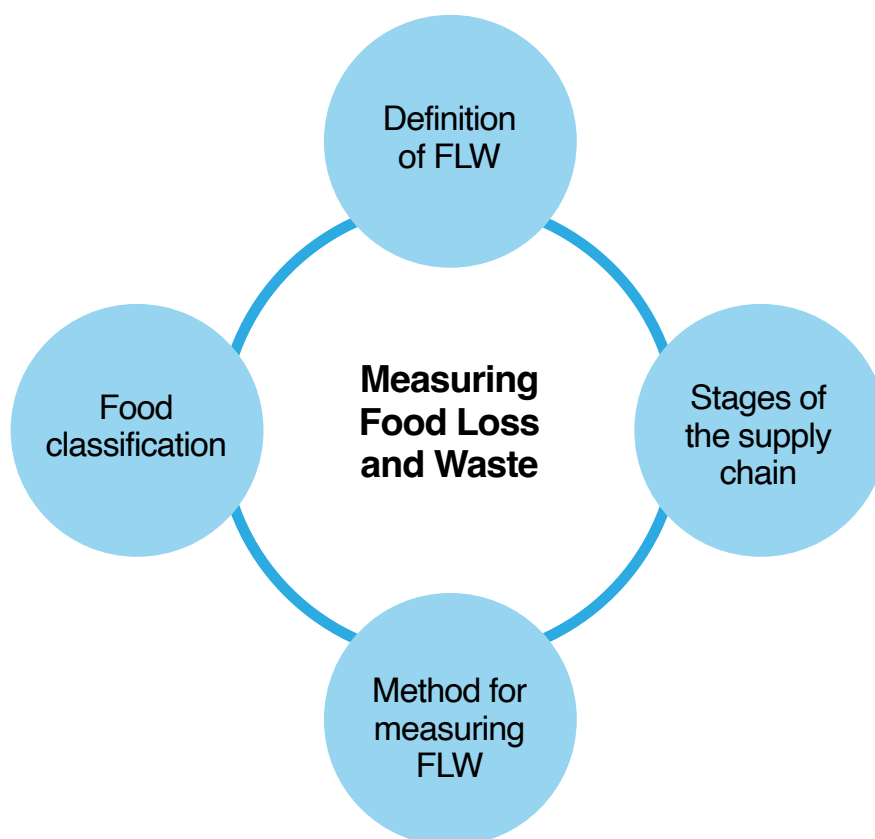 Definition
of FLW
Measuring
Food Loss
and Waste
Food
classification
Stages of
the supply
chain
Method for
measuring
FLW